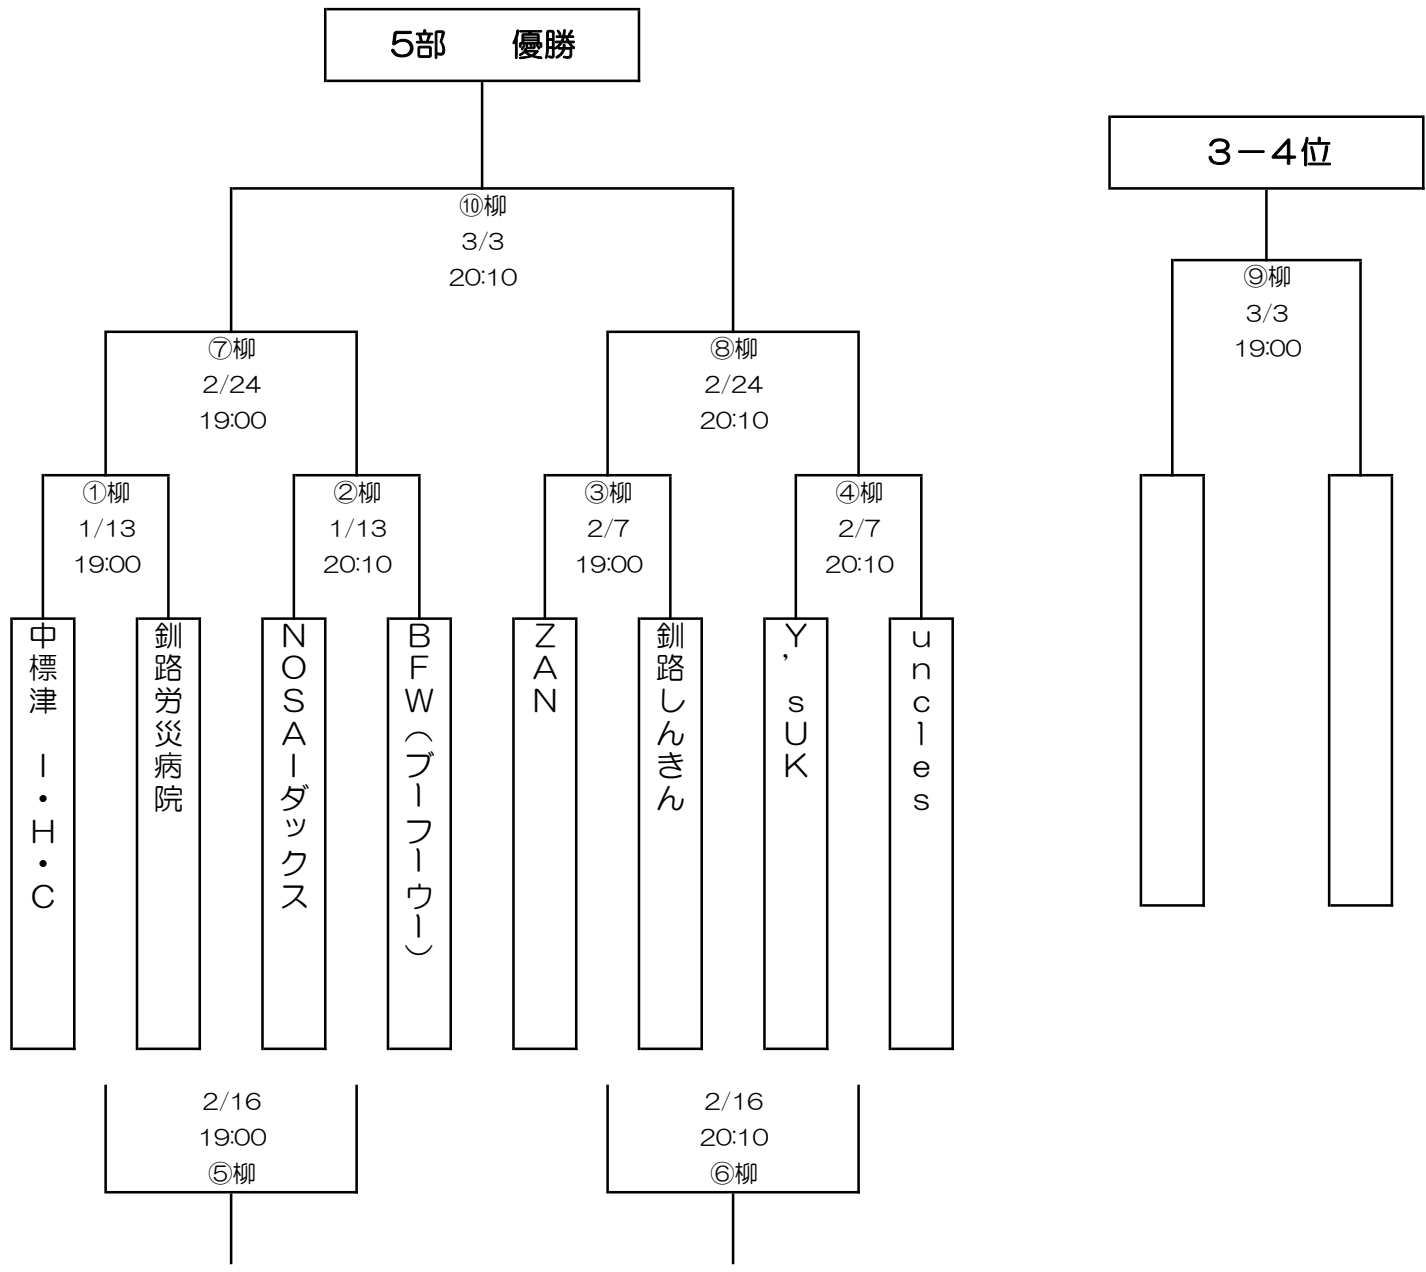 5部　　優勝
3－4位
⑩柳
3/3
20:10
⑨柳
3/3
19:00
⑦柳
2/24
19:00
⑧柳
2/24
20:10
①柳
1/13
19:00
②柳
1/13
20:10
③柳
2/7
19:00
④柳
2/7
20:10
中標津　I・H・C
釧路労災病院
NOSAIダックス
BFW（ブーフーウー）
ZAN
釧路しんきん
Y’sUK
uncles
2/16
19:00
⑤柳
2/16
20:10
⑥柳